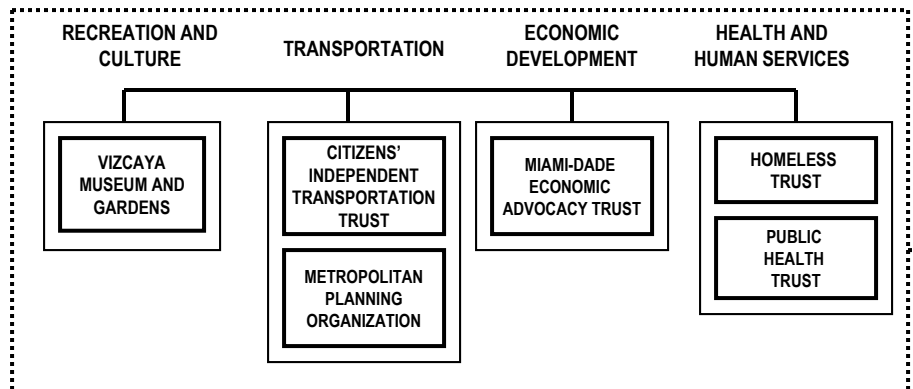 RECREATION AND
CULTURE
TRANSPORTATION
ECONOMIC
DEVELOPMENT
HEALTH AND
HUMAN SERVICES
VIZCAYA
MUSEUM AND
GARDENS
CITIZENS'
INDEPENDENT
TRANSPORTATION
TRUST
METROPOLITAN
PLANNING
ORGANIZATION
MIAMI-DADE
ECONOMIC
ADVOCACY TRUST
HOMELESS
TRUST
PUBLIC
HEALTH
TRUST